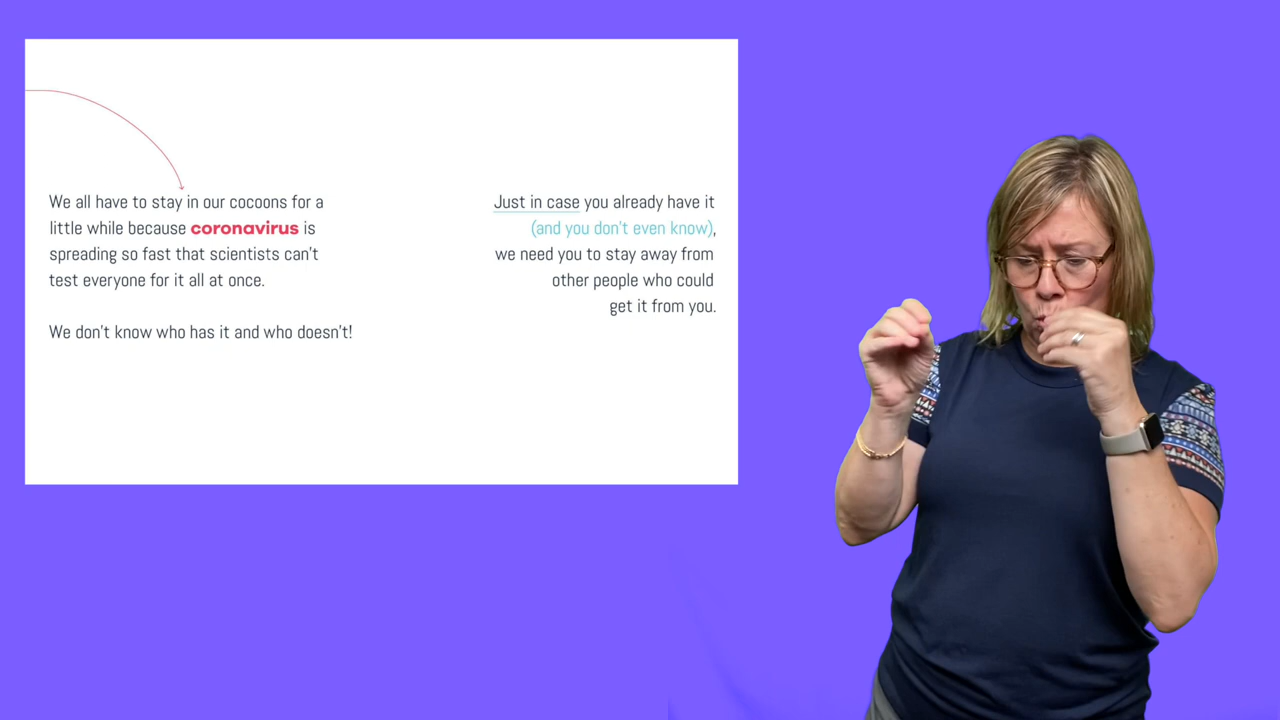 We all have to stay in our cocoons for a
little while because coronavirus is
spreading so fast that scientists can't
test everyone for it all at once.
We don't know who has it and who doesn't!
Just in case you already have it
(and you don't even know),
we need you to stay away from
other people who could
get it from you.